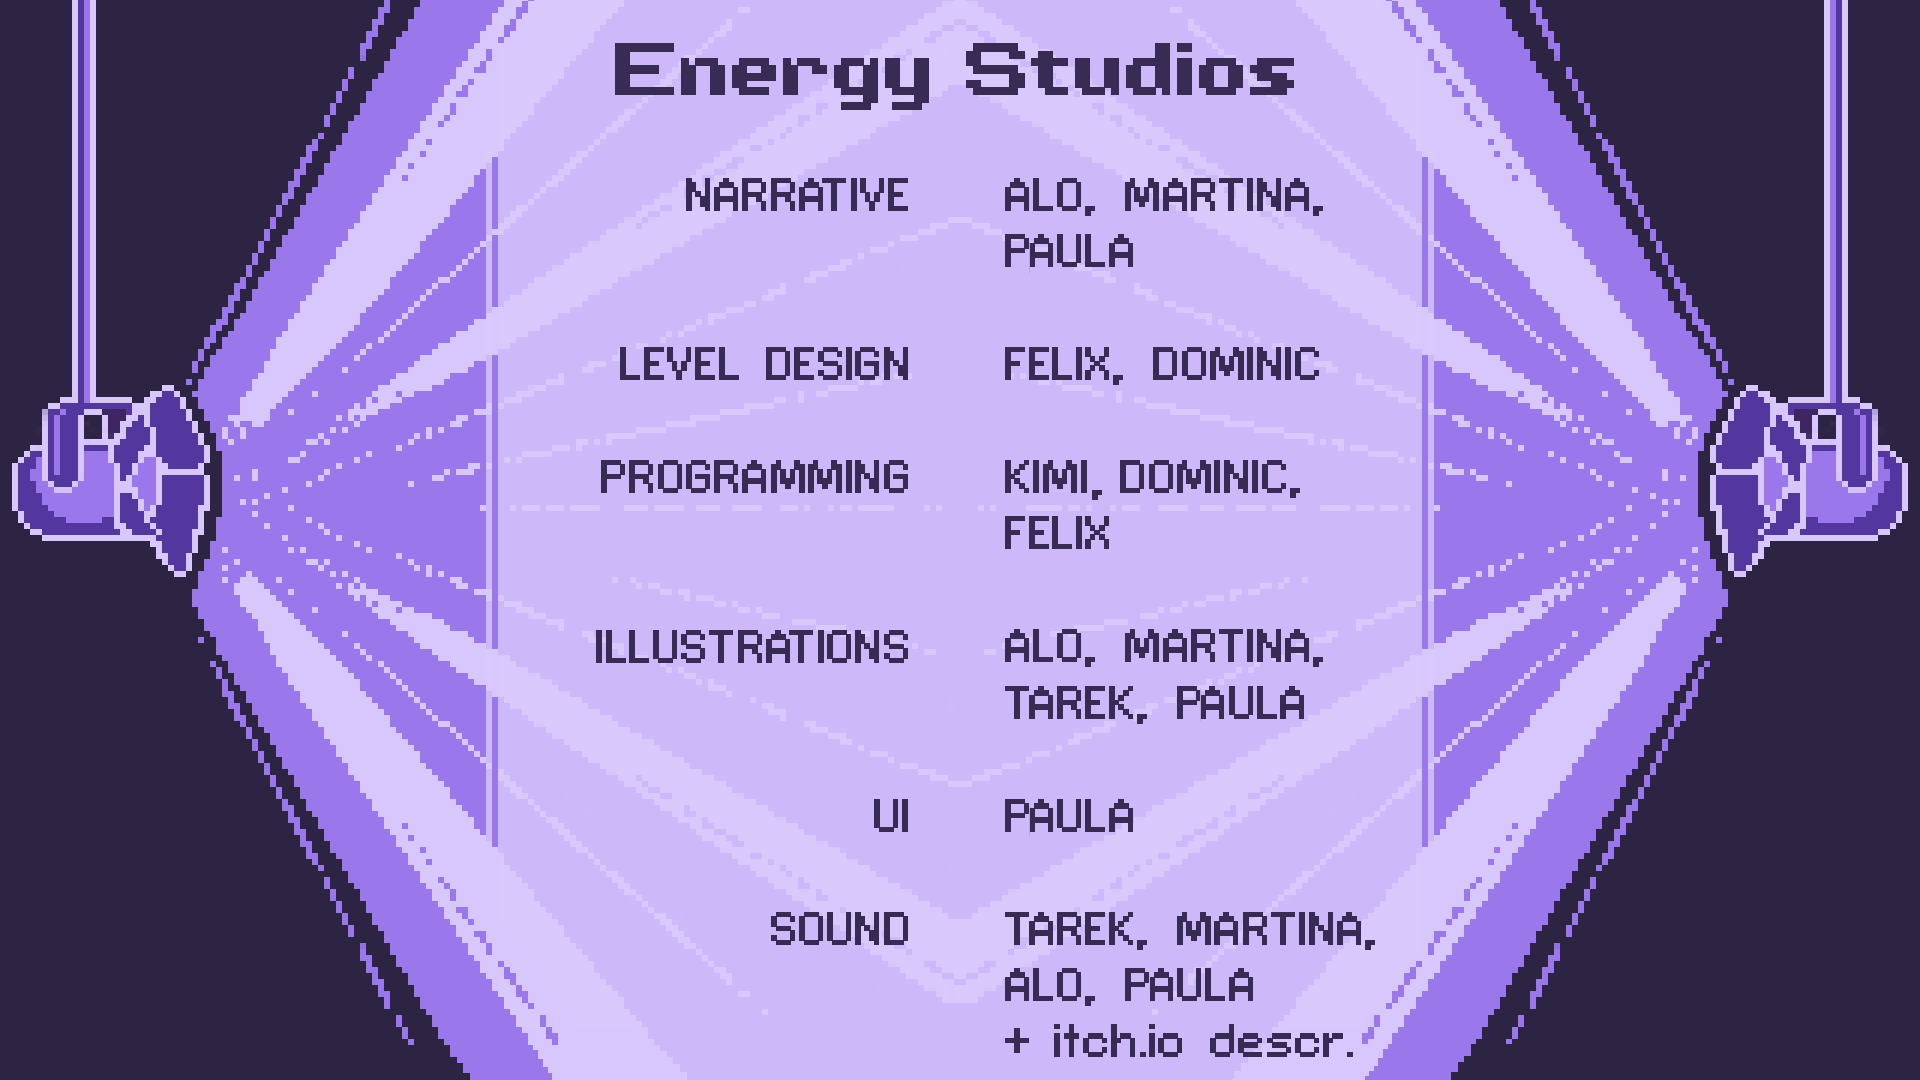 Energy Studios
NARRATIVE ALO, MARTINA,
PAULA
LEVEL DESIGN FELIX, DOMINIC
PROGRAMMING KIMI, DOMINIC,
FELIX
ILLUSTRATIONS ALO, MARTINA,
TAREK, PAULA
UI PAULA
SOUND TAREK, MARTINA,
ALO, PAULA
+ itch.io descr.